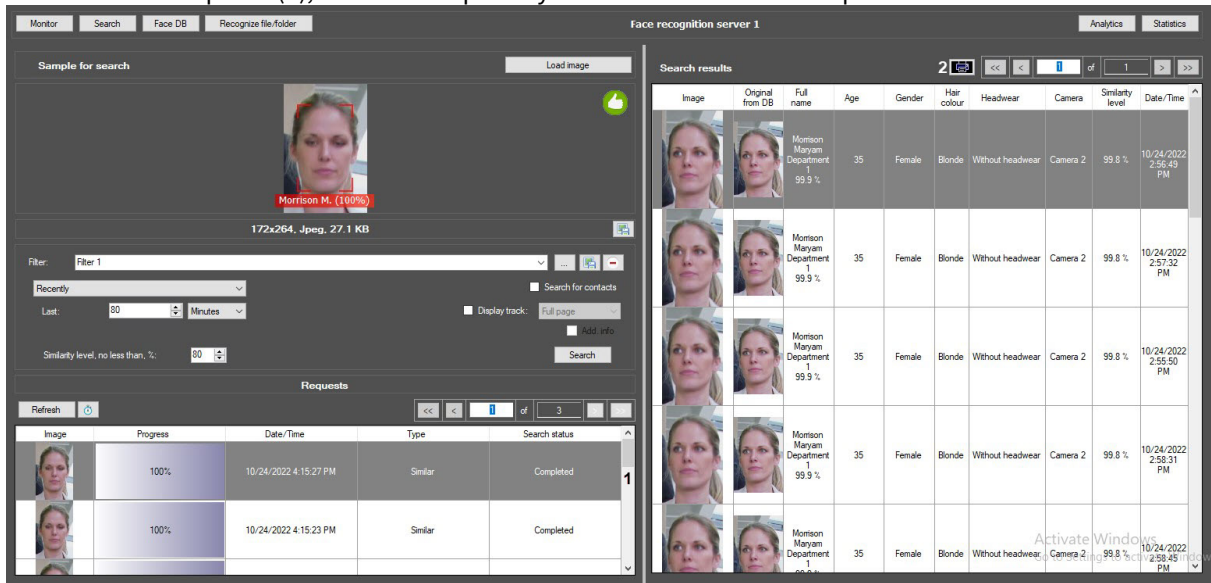 Monitor Search Face DB Recognize file/folder Face recognition server 1 Analytics Statistics
Sample for search Load image
Morrison M. (100%)
172x264, Jpeg, 27.1 KB
Filter: Filter 1 ...
Recently Search for contacts
Last: 80 Minutes Display track: Full page
Add. info
Similarity level, no less than, %: 80 Search
Requests
Refresh << < 1 of 3 > >>
Image Progress Date/Time Type Search status
100% 10/24/2022 4:15:27 PM Similar Completed
1
100% 10/24/2022 4:15:23 PM Similar Completed
Search results 2 << < 1 of 1 > >>
Image Original from DB Full name Age Gender Hair colour Headwear Camera Similarity level Date/Time
Morrison
Maryam
Department
1
99.9 %
35 Female Blonde Without headwear Camera 2 99.8 % 10/24/2022
2:56:49
PM
Morrison
Maryam
Department
1
99.9 %
35 Female Blonde Without headwear Camera 2 99.8 % 10/24/2022
2:57:32
PM
Morrison
Maryam
Department
1
99.9 %
35 Female Blonde Without headwear Camera 2 99.8 % 10/24/2022
2:55:50
PM
Morrison
Maryam
Department
1
99.9 %
35 Female Blonde Without headwear Camera 2 99.8 % 10/24/2022
2:58:31
PM
Morrison
Maryam
Department
1
35 Female Blonde Without headwear Camera 2 99.8 % 10/24/2022
2:58:45
PM
Activate Windows